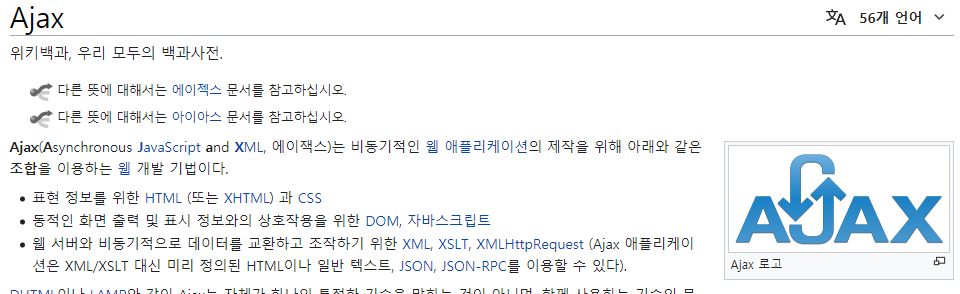 Ajax
56개 언어
위키백과, 우리 모두의 백과사전.
다른 뜻에 대해서는 에이젝스 문서를 참고하십시오.
다른 뜻에 대해서는 아이아스 문서를 참고하십시오.
Ajax(Asynchronous JavaScript and XML, 에이잭스)는 비동기적인 웹 애플리케이션의 제작을 위해 아래와 같은
조합을 이용하는 웹 개발 기법이다.
• 표현 정보를 위한 HTML (또는 XHTML) 과 CSS
• 동적인 화면 출력 및 표시 정보와의 상호작용을 위한 DOM, 자바스크립트
• 웹 서버와 비동기적으로 데이터를 교환하고 조작하기 위한 XML, XSLT, XMLHttpRequest (Ajax 애플리케이
션은 XML/XSLT 대신 미리 정의된 HTML이나 일반 텍스트, JSON, JSON-RPC를 이용할 수 있다).
AJAX
Ajax 로고